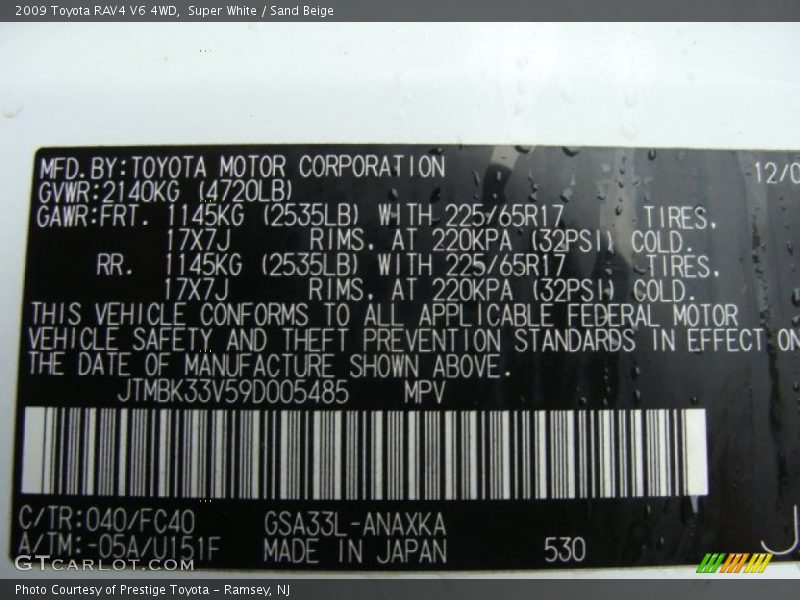 2009 Toyota RAV4 V6 4WD, Super White / Sand Beige
MFD.BY:TOYOTA MOTOR CORPORATION 12/0
GVWR:2140KG (4720LB)
GAWR:FRT. 1145KG (2535LB) WITH 225/65R17 TIRES,
17X7J RIMS, AT 220KPA (32PSI) COLD.
RR. 1145KG (2535LB) WITH 225/65R17 TIRES,
17X7J RIMS, AT 220KPA (32PSI) COLD.
THIS VEHICLE CONFORMS TO ALL APPLICABLE FEDERAL MOTOR
VEHICLE SAFETY AND THEFT PREVENTION STANDARDS IN EFFECT ON
THE DATE OF MANUFACTURE SHOWN ABOVE.
JTMBK33V59D005485 MPV
C/TR:040/FC40 GSA33L-ANAXKA
A/TM:-05A/U151F MADE IN JAPAN 530
GTCARLOT.COM
Photo Courtesy of Prestige Toyota - Ramsey, NJ